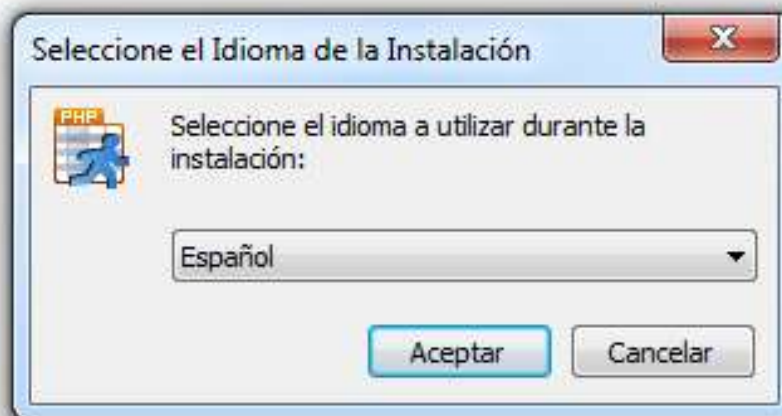 Seleccione el Idioma de la Instalación
PHP
Seleccione el idioma a utilizar durante la
instalación:
Español
Aceptar
Cancelar